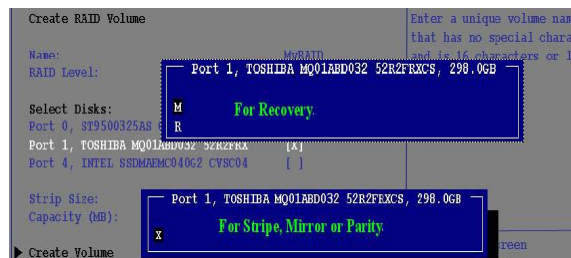 Create RAID Volume
Enter a unique volume nam
that has no special chara
Name:
MyRAID
and is 16 characters or l
RAID Level:
Port 1, TOSHIBA MQ01ABD032 52R2FRXCS, 298.0GB
M For Recovery.
R
Select Disks:
Port 0, ST9500325AS
Port 1, TOSHIBA MQ01ABD032 52R2FRX [X]
Port 4, INTEL SSDMAEMC040G2 CVSC04 [ ]
Strip Size:
Capacity (MB):
Port 1, TOSHIBA MQ01ABD032 52R2FRXCS, 298.0GB
X For Stripe, Mirror or Parity.
Create Volume
reen